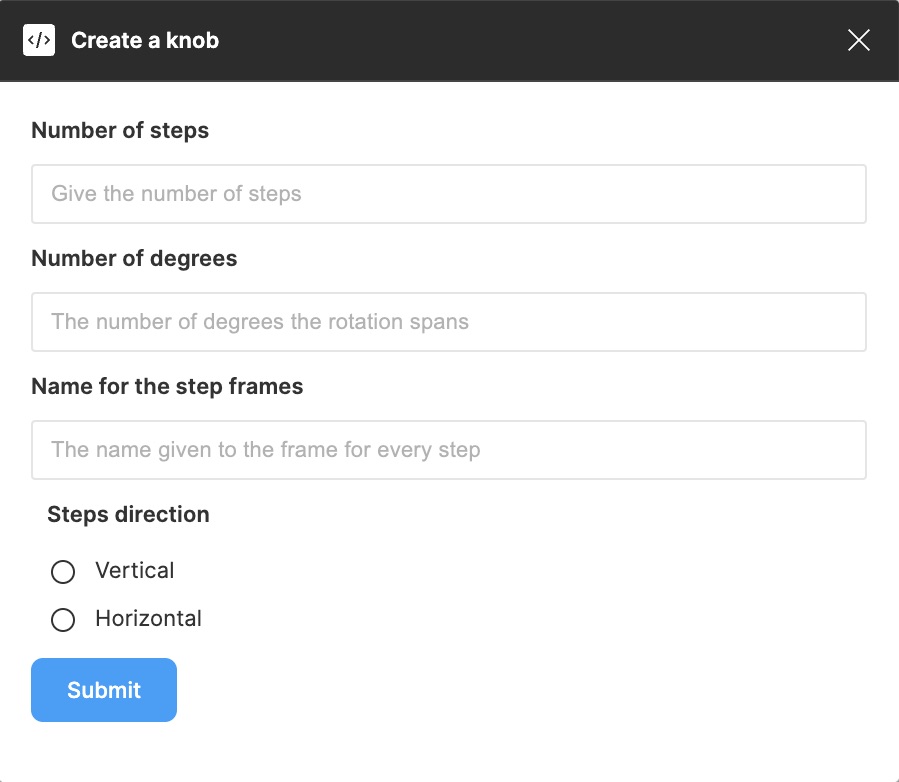 </> Create a knob
Number of steps
Give the number of steps
Number of degrees
The number of degrees the rotation spans
Name for the step frames
The name given to the frame for every step
Steps direction
Vertical
Horizontal
Submit